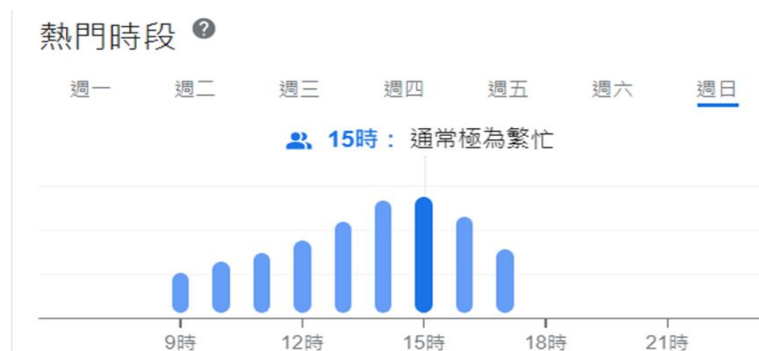 熱門時段 ?
週一 週二 週三 週四 週五 週六 週日
15時： 通常極為繁忙
9時 12時 15時 18時 21時